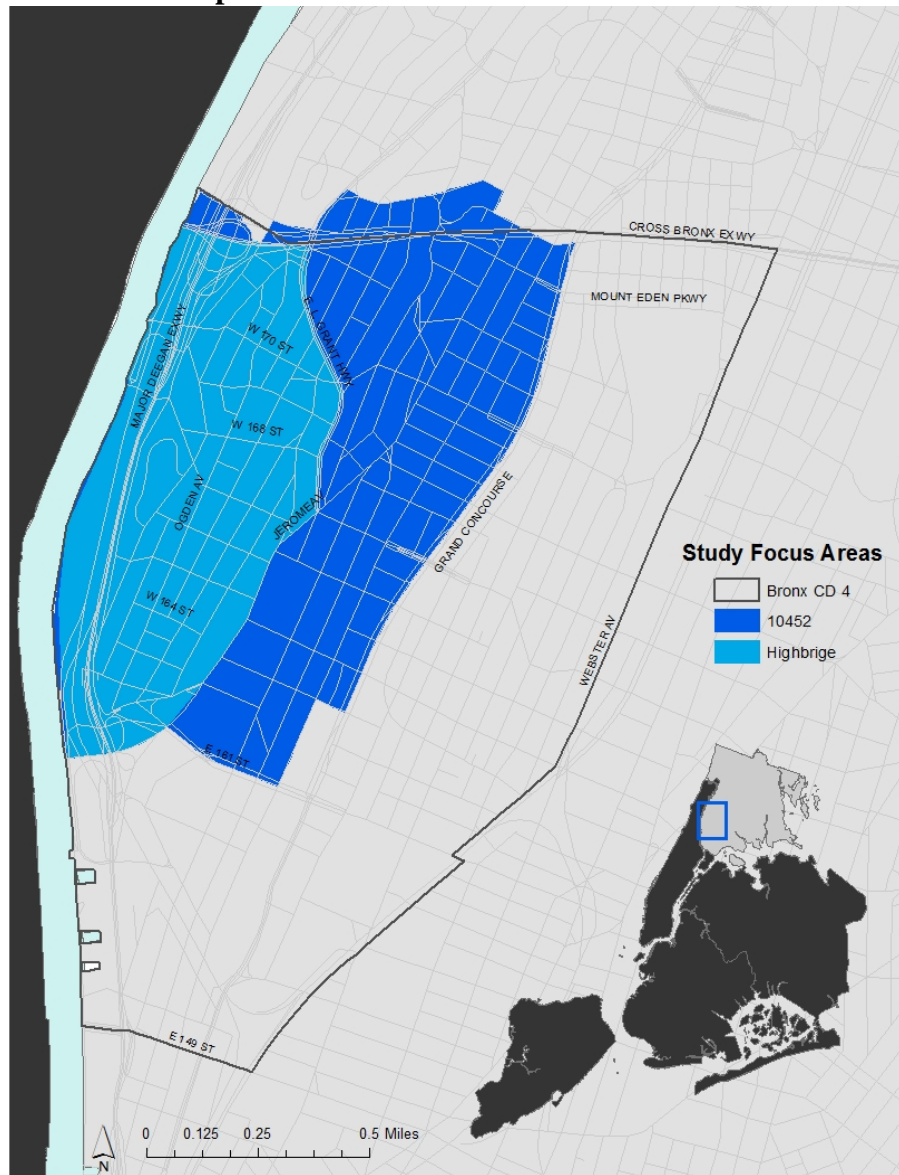 CROSS BRONX EXWY
MOUNT EDEN PKWY
E. L. GRANT HWY
W 170 ST
MAJOR DEEGAN EXWY
W 168 ST
OGDEN AV
JEROME AV
GRAND CONCOURSE
W 164 ST
WEBSTER AV
E 161 ST
E 149 ST
Study Focus Areas
Bronx CD 4
10452
Highbrige
0 0.125 0.25 0.5 Miles
N